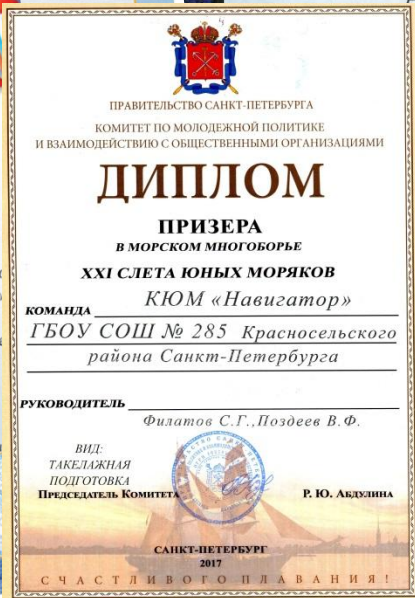 ПРАВИТЕЛЬСТВО САНКТ-ПЕТЕРБУРГА
КОМИТЕТ ПО МОЛОДЕЖНОЙ ПОЛИТИКЕ
И ВЗАИМОДЕЙСТВИЮ С ОБЩЕСТВЕННЫМИ ОРГАНИЗАЦИЯМИ
ДИПЛОМ
ПРИЗЕРА
В МОРСКОМ МНОГОБОРЬЕ
XXI СЛЕТА ЮНЫХ МОРЯКОВ
КОМАНДА КЮМ «Навигатор»
ГБОУ СОШ № 285 Красносельского
района Санкт-Петербурга
РУКОВОДИТЕЛЬ
Филатов С.Г.,Поздеев В.Ф.
ВИД:
ТАКЕЛАЖНАЯ
ПОДГОТОВКА
Председатель Комитета Р. Ю. Абдулина
САНКТ-ПЕТЕРБУРГ
2017
СЧАСТЛИВОГО ПЛАВАНИЯ!